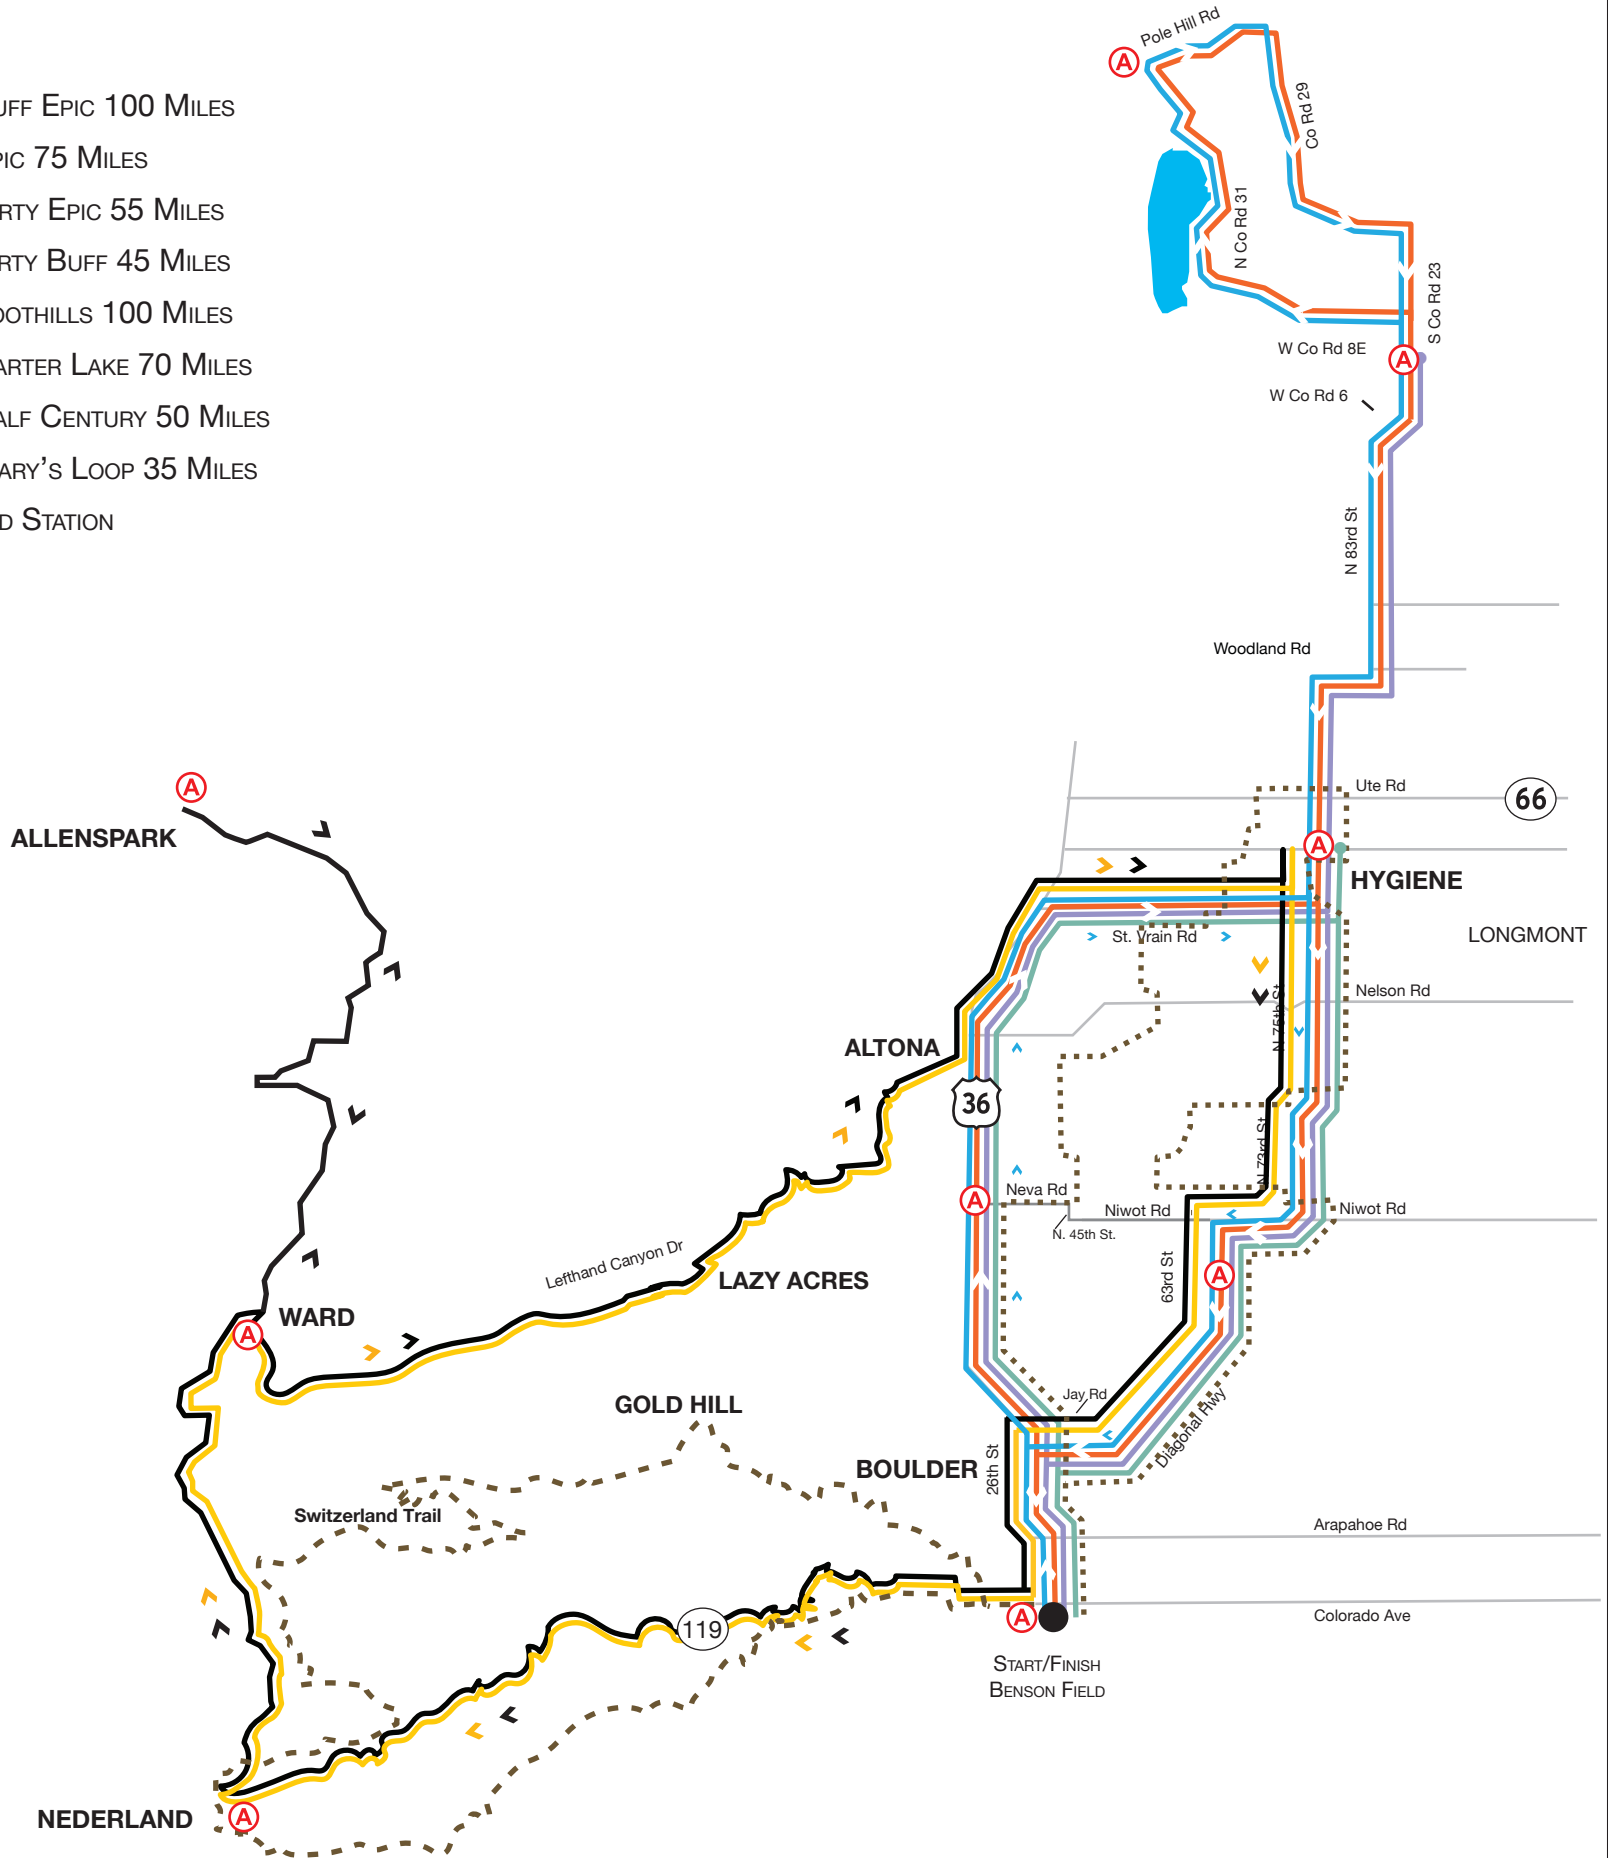 UFF EPIC 100 MILES
PIC 75 MILES
RTY EPIC 55 MILES
RTY BUFF 45 MILES
OOTHILLS 100 MILES
ARTER LAKE 70 MILES
ALF CENTURY 50 MILES
ARY'S LOOP 35 MILES
D STATION
Pole Hill Rd
A
Co Rd 29
N Co Rd 31
S Co Rd 23
W Co Rd 8E
A
W Co Rd 6
N 83rd St
Woodland Rd
A
Ute Rd
66
ALLENSPARK
A
HYGIENE
St. Vrain Rd
LONGMONT
Nelson Rd
N 75th St
ALTONA
36
N 73rd St
A
Neva Rd
Niwot Rd
Niwot Rd
N. 45th St.
Lefthand Canyon Dr
LAZY ACRES
63rd St
A
WARD
A
Jay Rd
GOLD HILL
Diagonal Hwy
BOULDER
26th St
Switzerland Trail
Arapahoe Rd
A
Colorado Ave
119
START/FINISH
BENSON FIELD
NEDERLAND
A